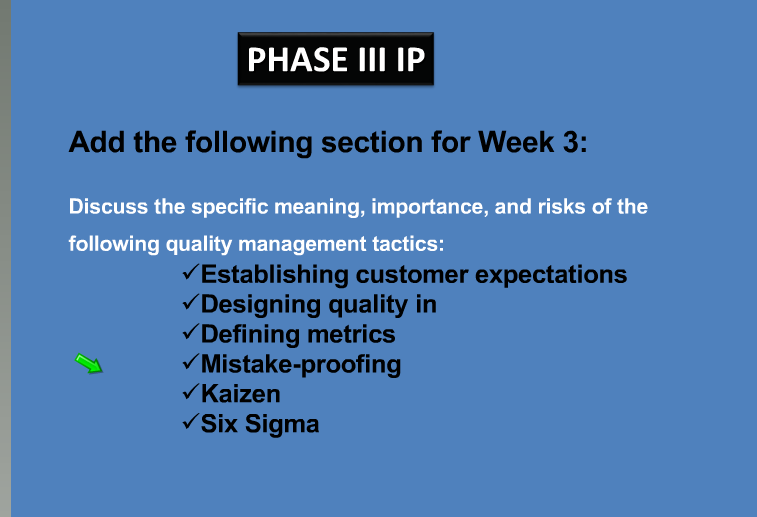 PHASE III IP
Add the following section for Week 3:
Discuss the specific meaning, importance, and risks of the
following quality management tactics:
✓Establishing customer expectations
✓Designing quality in
✓Defining metrics
✓Mistake-proofing
✓Kaizen
✓Six Sigma